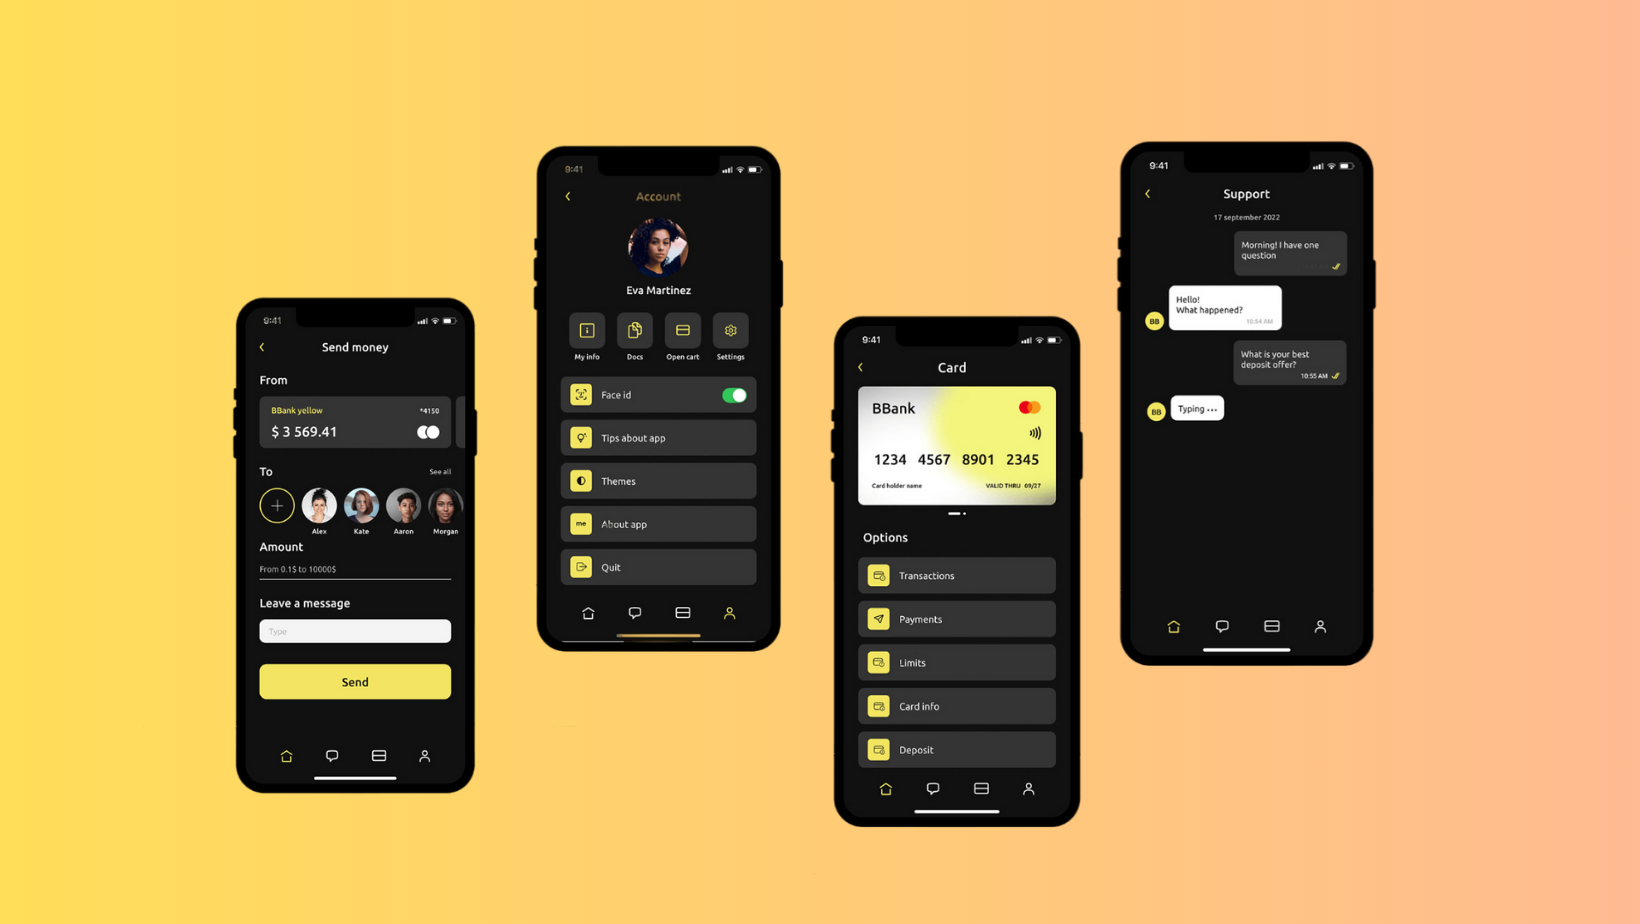 9:41
Send money
From
BBank yellow
*4150
$ 3 569.41
To
See all
Alex
Kate
Aaron
Morgan
Amount
From 0.1$ to 10000$
Leave a message
Type
Send
9:41
Account
Eva Martinez
My info
Docs
Open cart
Settings
Face id
Tips about app
Themes
me
About app
Quit
9:41
Card
BBank
1234 4567 8901 2345
Card holder name
VALID THRU 09/27
Options
Transactions
Payments
Limits
Card info
Deposit
9:41
Support
17 september 2022
Morning! I have one
question
Hello!
What happened?
10:54 AM
BB
What is your best
deposit offer?
10:55 AM
BB
Typing •••